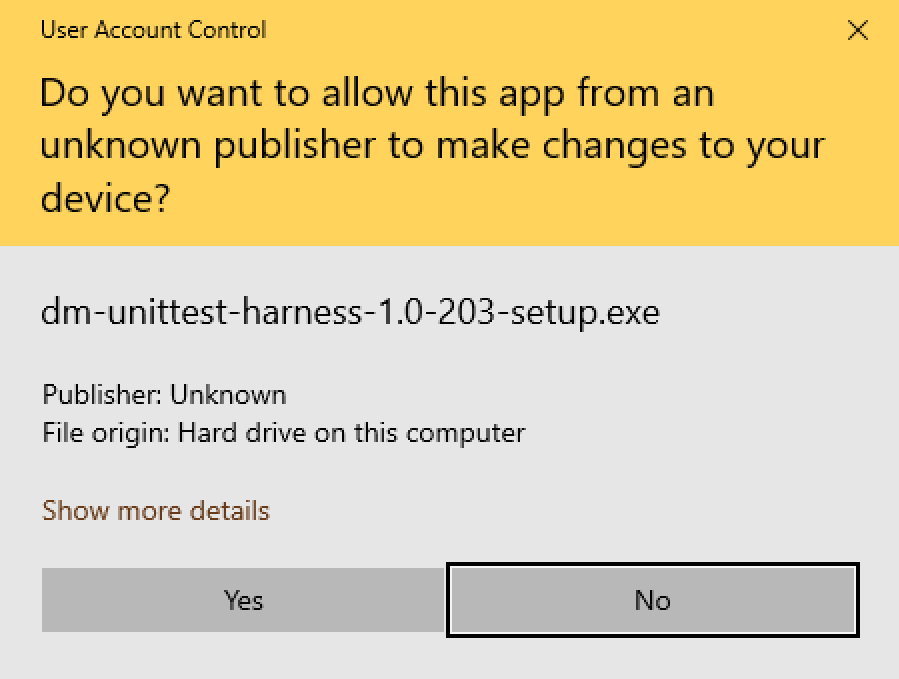 User Account Control
Do you want to allow this app from an
unknown publisher to make changes to your
device?
dm-unittest-harness-1.0-203-setup.exe
Publisher: Unknown
File origin: Hard drive on this computer
Show more details
Yes
No